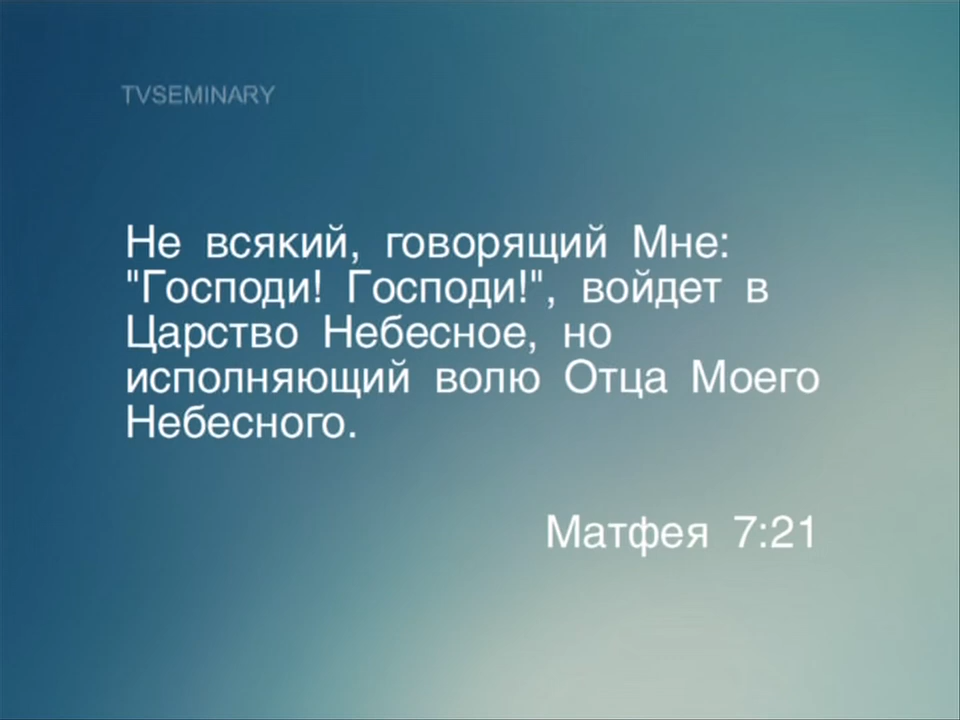 TVSEMINARY
Не всякий, говорящий Мне:
"Господи! Господи!", войдет в
Царство Небесное, но
исполняющий волю Отца Моего
Небесного.
Матфея 7:21